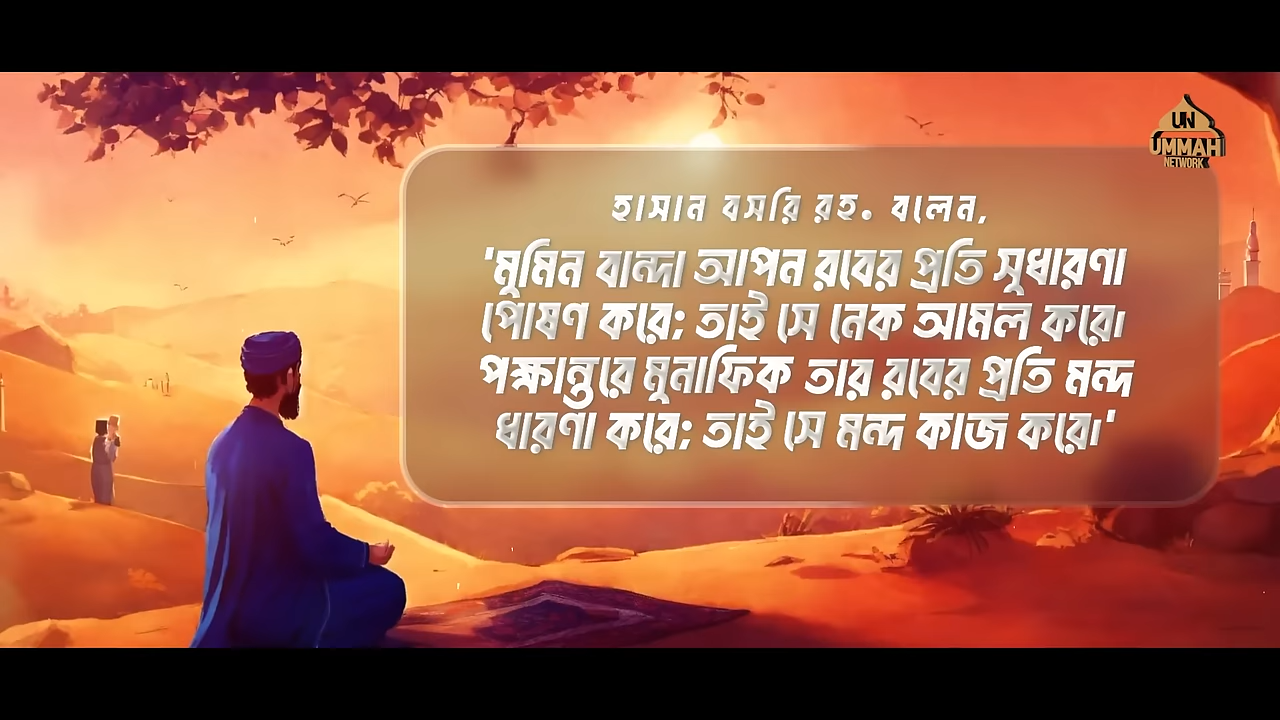 হাসান বসরি রহ. বলেন,
'মুমিন বান্দা আপন রবের প্রতি সুধারণা
পোষণ করে; তাই সে নেক আমল করে।
পক্ষান্তরে মুনাফিক তার রবের প্রতি মন্দ
ধারণা করে; তাই সে মন্দ কাজ করে।'
UN
UMMAH
NETWORK